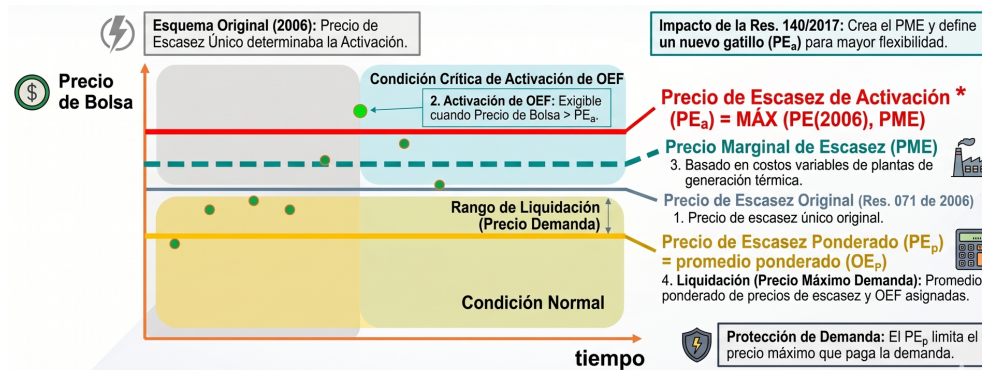 Esquema Original (2006): Precio de
Escasez Único determinaba la Activación.
Impacto de la Res. 140/2017: Crea el PME y define
un nuevo gatillo (PEa) para mayor flexibilidad.
$
Precio
de Bolsa
Condición Crítica de Activación de OEF
2. Activación de OEF: Exigible
cuando Precio de Bolsa > PEa.
Precio de Escasez de Activación *
(PEa) = MÁX (PE(2006), PME)
Precio Marginal de Escasez (PME)
3. Basado en costos variables de plantas de
generación térmica.
Precio de Escasez Original (Res. 071 de 2006)
1. Precio de escasez único original.
Rango de Liquidación
(Precio Demanda)
Precio de Escasez Ponderado (PEp)
= promedio ponderado (OEP)
4. Liquidación (Precio Máximo Demanda): Promedio
ponderado de precios de escasez y OEF asignadas.
Condición Normal
tiempo
Protección de Demanda: El PEp limita el
precio máximo que paga la demanda.